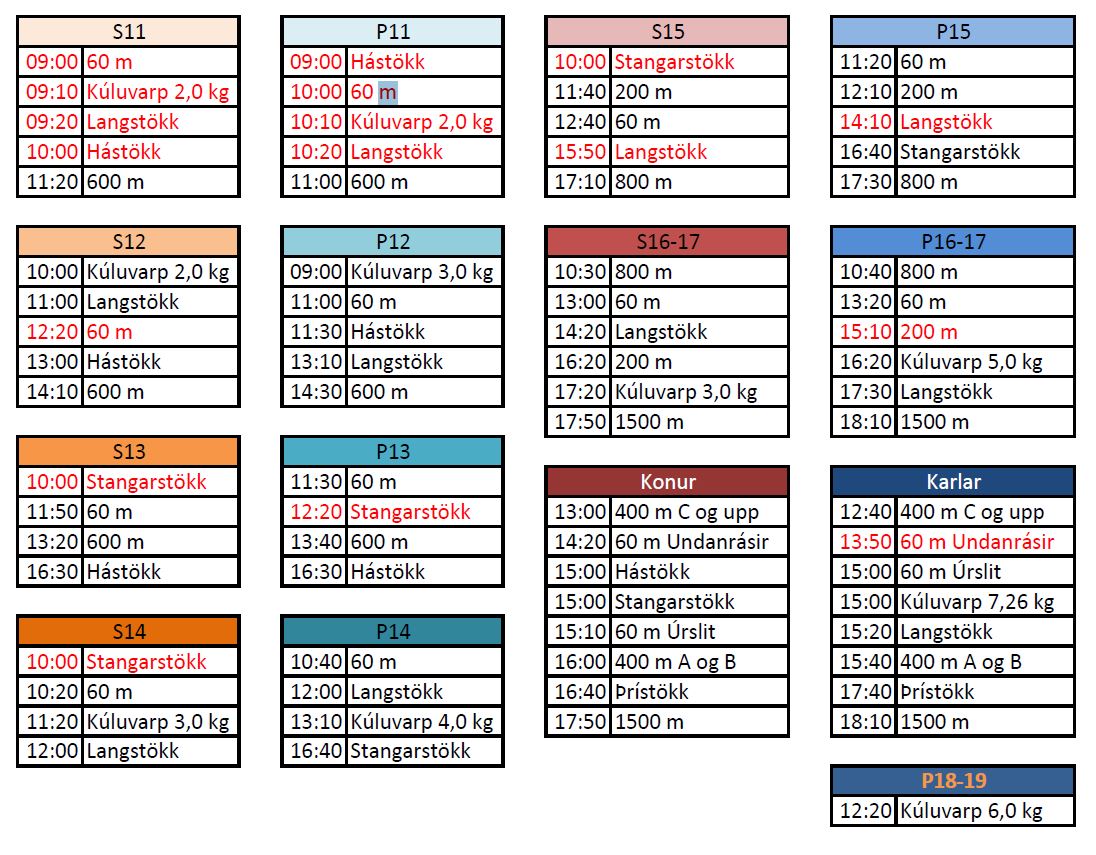 S11
09:00 60 m
09:10 Kúluvarp 2,0 kg
09:20 Langstökk
10:00 Hástökk
11:20 600 m
P11
09:00 Hástökk
10:00 60 m
10:10 Kúluvarp 2,0 kg
10:20 Langstökk
11:00 600 m
S15
10:00 Stangarstökk
11:40 200 m
12:40 60 m
15:50 Langstökk
17:10 800 m
P15
11:20 60 m
12:10 200 m
14:10 Langstökk
16:40 Stangarstökk
17:30 800 m
S12
10:00 Kúluvarp 2,0 kg
11:00 Langstökk
12:20 60 m
13:00 Hástökk
14:10 600 m
P12
09:00 Kúluvarp 3,0 kg
11:00 60 m
11:30 Hástökk
13:10 Langstökk
14:30 600 m
S16-17
10:30 800 m
13:00 60 m
14:20 Langstökk
16:20 200 m
17:20 Kúluvarp 3,0 kg
17:50 1500 m
P16-17
10:40 800 m
13:20 60 m
15:10 200 m
16:20 Kúluvarp 5,0 kg
17:30 Langstökk
18:10 1500 m
S13
10:00 Stangarstökk
11:50 60 m
13:20 600 m
16:30 Hástökk
P13
11:30 60 m
12:20 Stangarstökk
13:40 600 m
16:30 Hástökk
Konur
13:00 400 m C og upp
14:20 60 m Undanrásir
15:00 Hástökk
15:00 Stangarstökk
15:10 60 m Úrslit
16:00 400 m A og B
16:40 Þrístökk
17:50 1500 m
Karlar
12:40 400 m C og upp
13:50 60 m Undanrásir
15:00 60 m Úrslit
15:00 Kúluvarp 7,26 kg
15:20 Langstökk
15:40 400 m A og B
17:40 Þrístökk
18:10 1500 m
S14
10:00 Stangarstökk
10:20 60 m
11:20 Kúluvarp 3,0 kg
12:00 Langstökk
P14
10:40 60 m
12:00 Langstökk
13:10 Kúluvarp 4,0 kg
16:40 Stangarstökk
P18-19
12:20 Kúluvarp 6,0 kg